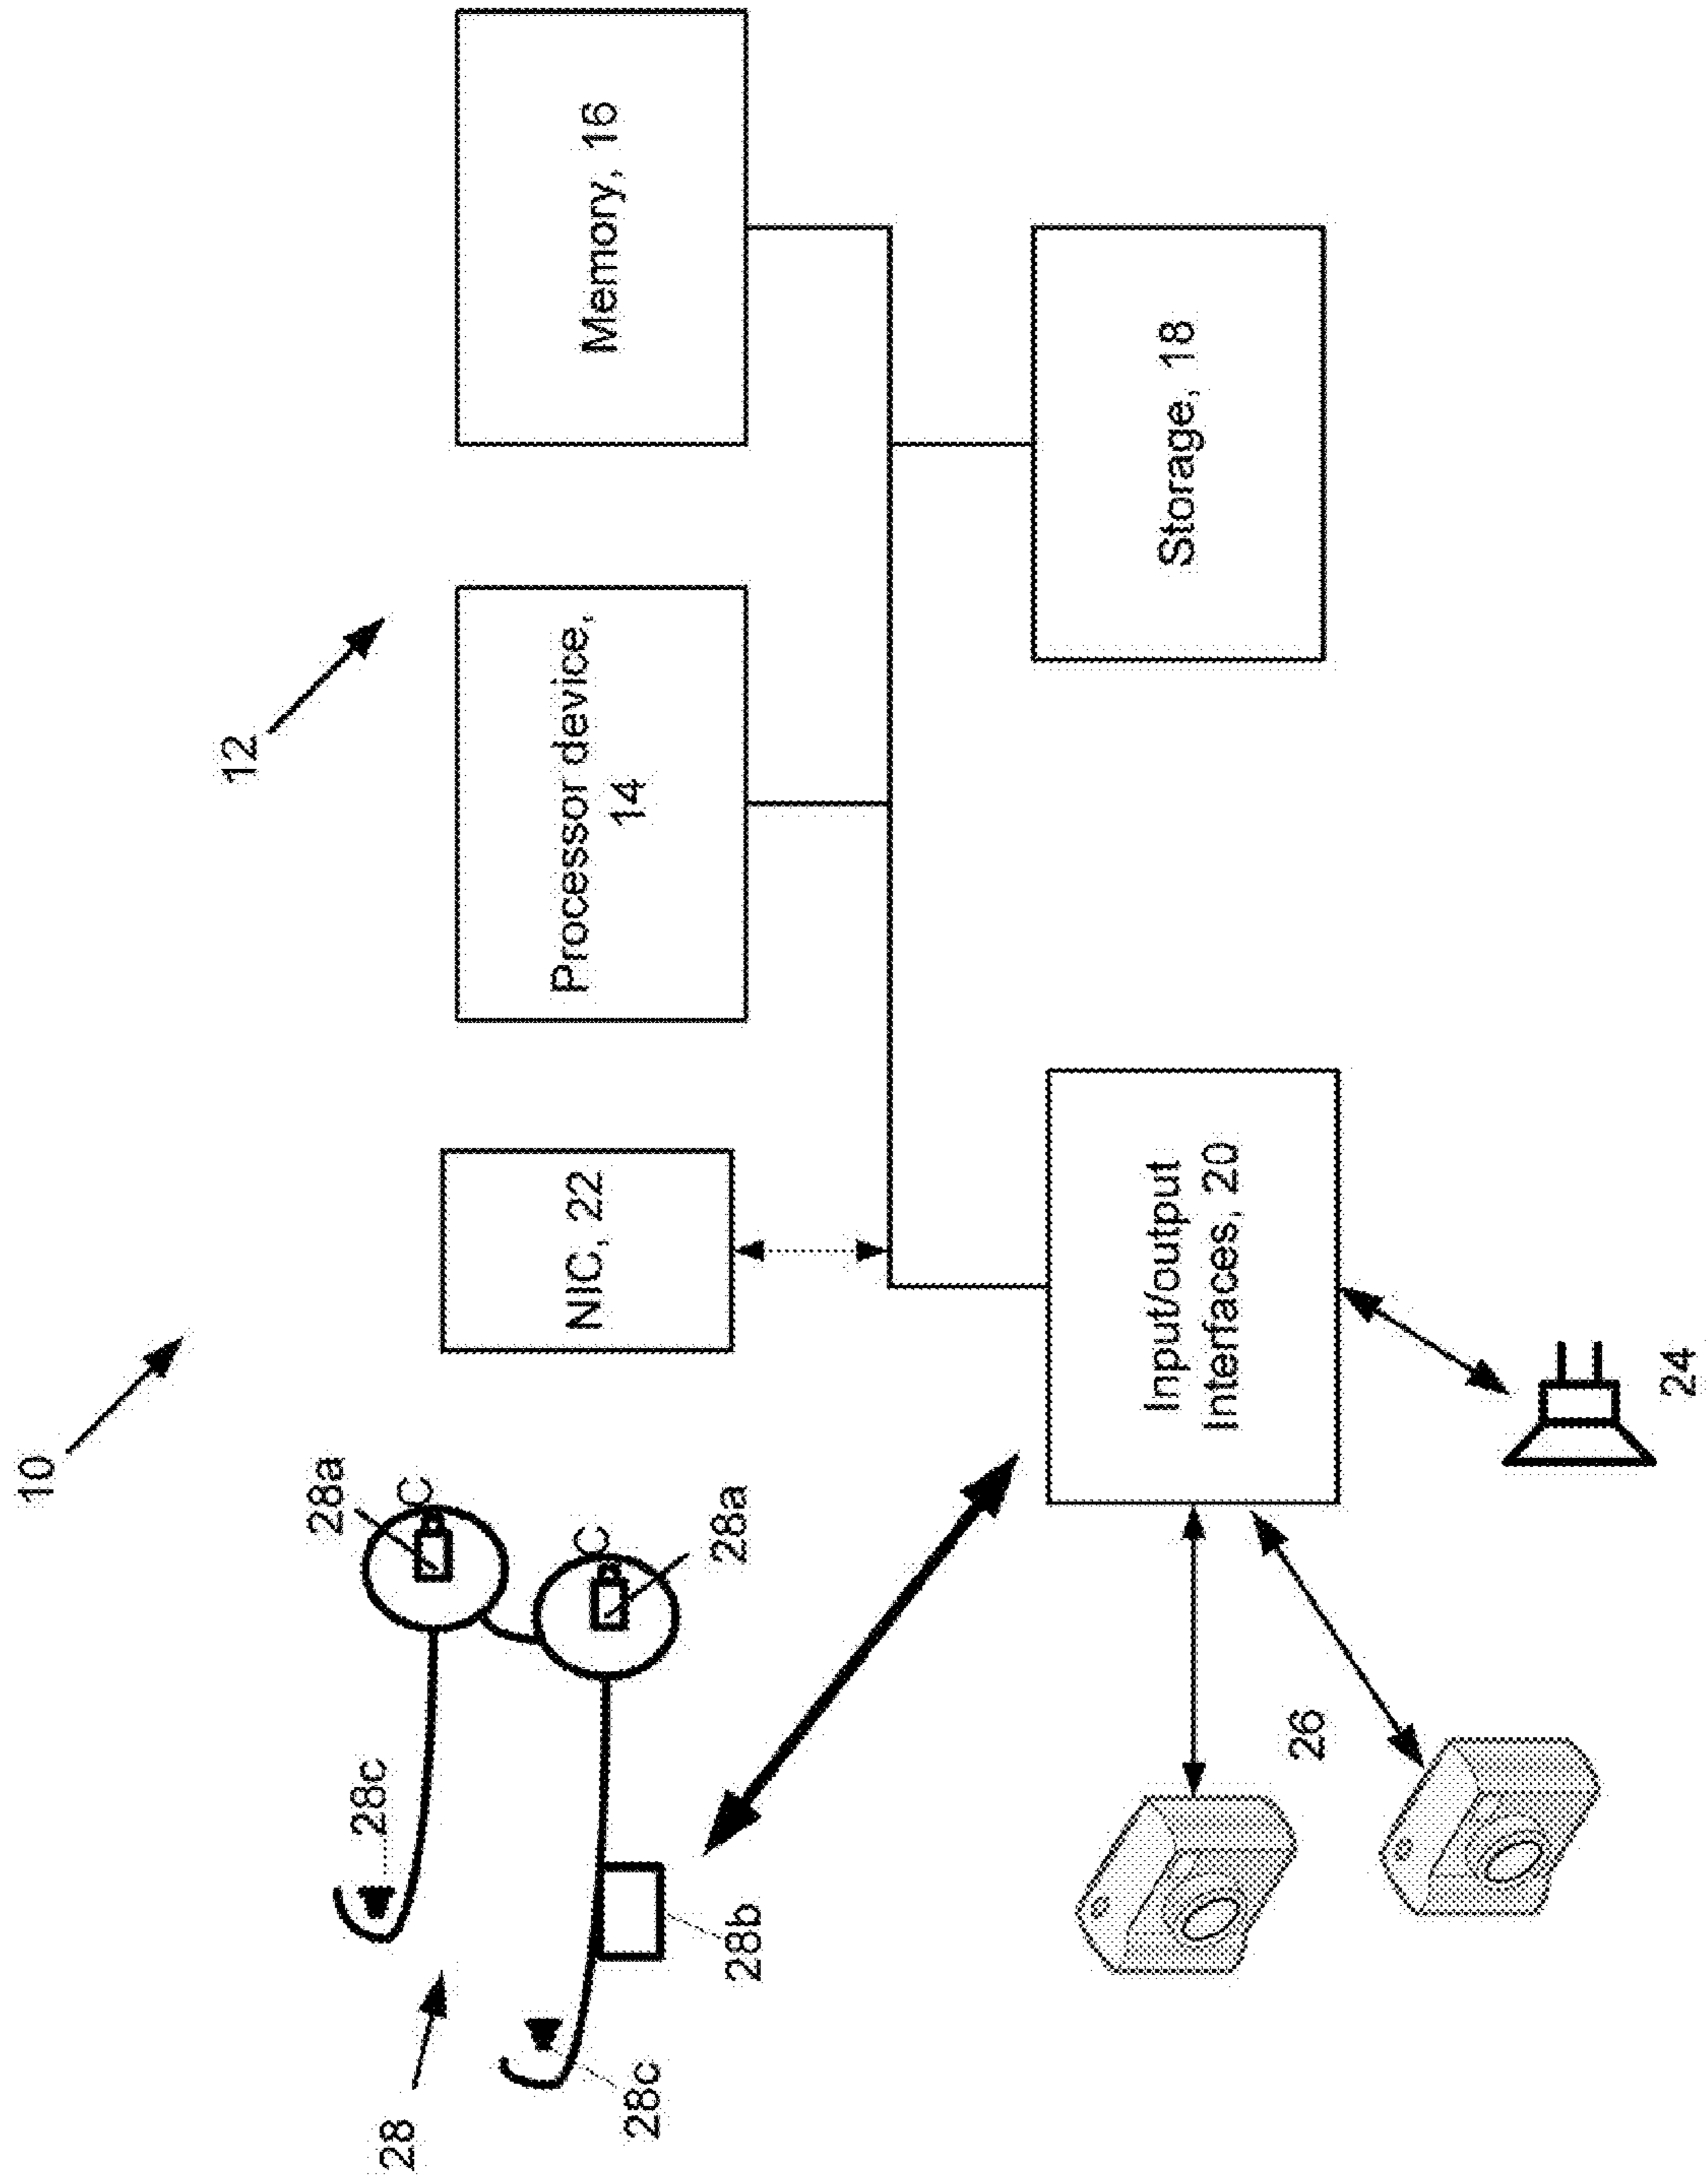 10
12
28
28c
28a
C
NIC, 22
Processor device,
14
Memory, 16
28c
28b
C
28a
Input/output
Interfaces, 20
Storage, 18
26
24